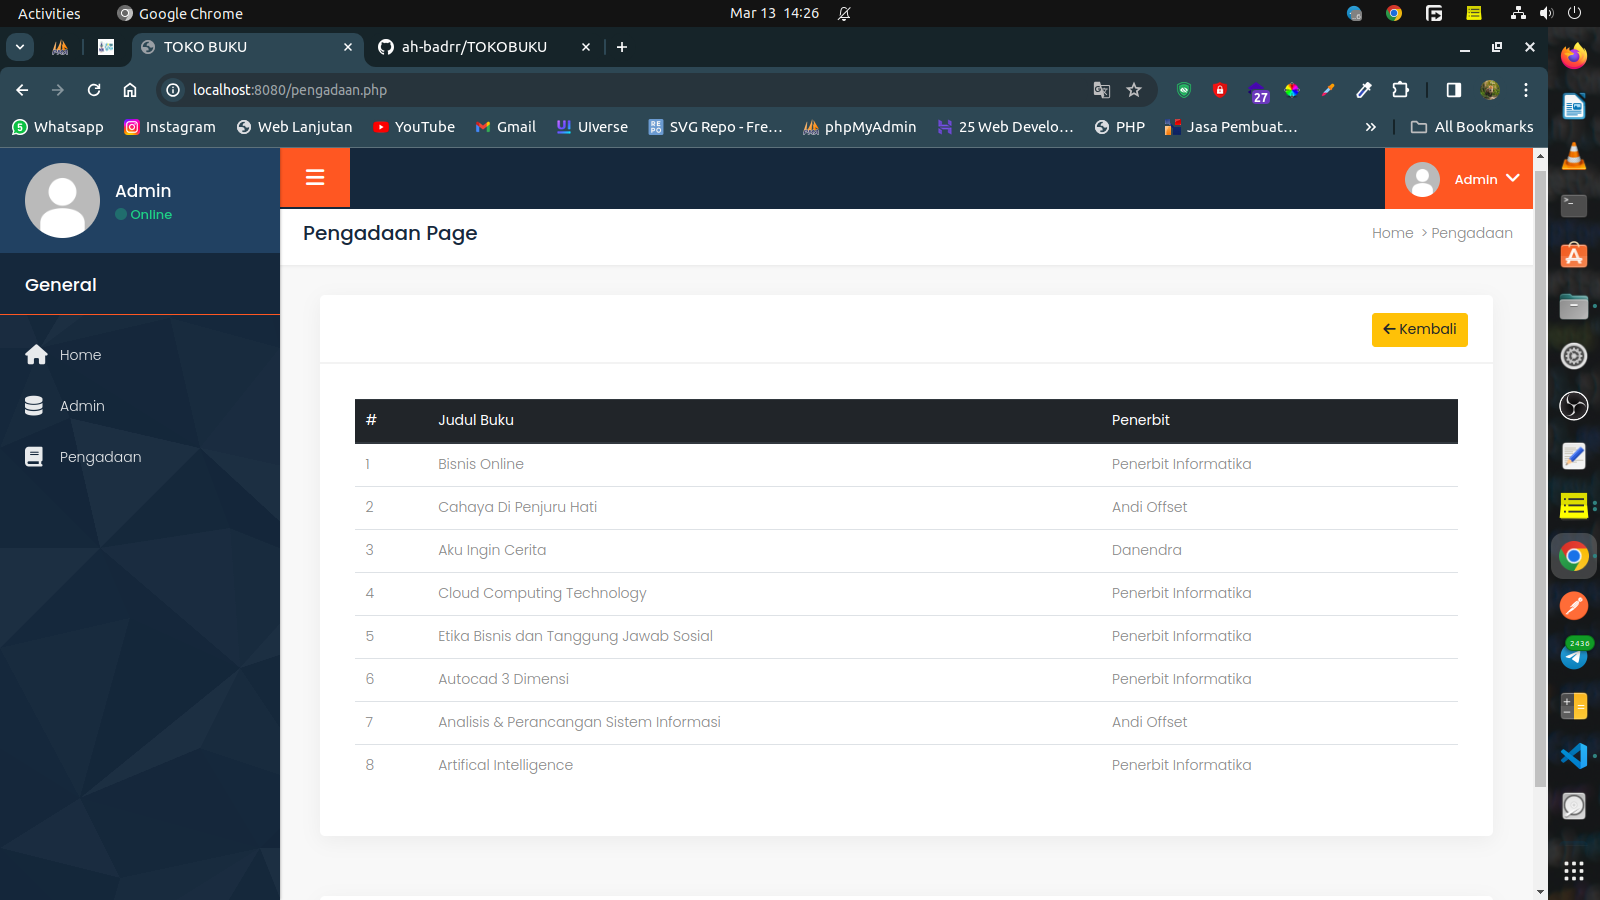 Activities Google Chrome Mar 13 14:26
TOKO BUKU ah-badrr/TOKOBUKU
localhost:8080/pengadaan.php 27
Whatsapp Instagram Web Lanjutan YouTube Gmail UIverse SVG Repo - Fre... phpMyAdmin 25 Web Develo... PHP Jasa Pembuat... » All Bookmarks
Admin
Online
Admin
Pengadaan Page
Home > Pengadaan
General
Home
Admin
Pengadaan
Kembali
# Judul Buku Penerbit
1 Bisnis Online Penerbit Informatika
2 Cahaya Di Penjuru Hati Andi Offset
3 Aku Ingin Cerita Danendra
4 Cloud Computing Technology Penerbit Informatika
5 Etika Bisnis dan Tanggung Jawab Sosial Penerbit Informatika
6 Autocad 3 Dimensi Penerbit Informatika
7 Analisis & Perancangan Sistem Informasi Andi Offset
8 Artifical Intelligence Penerbit Informatika
2436